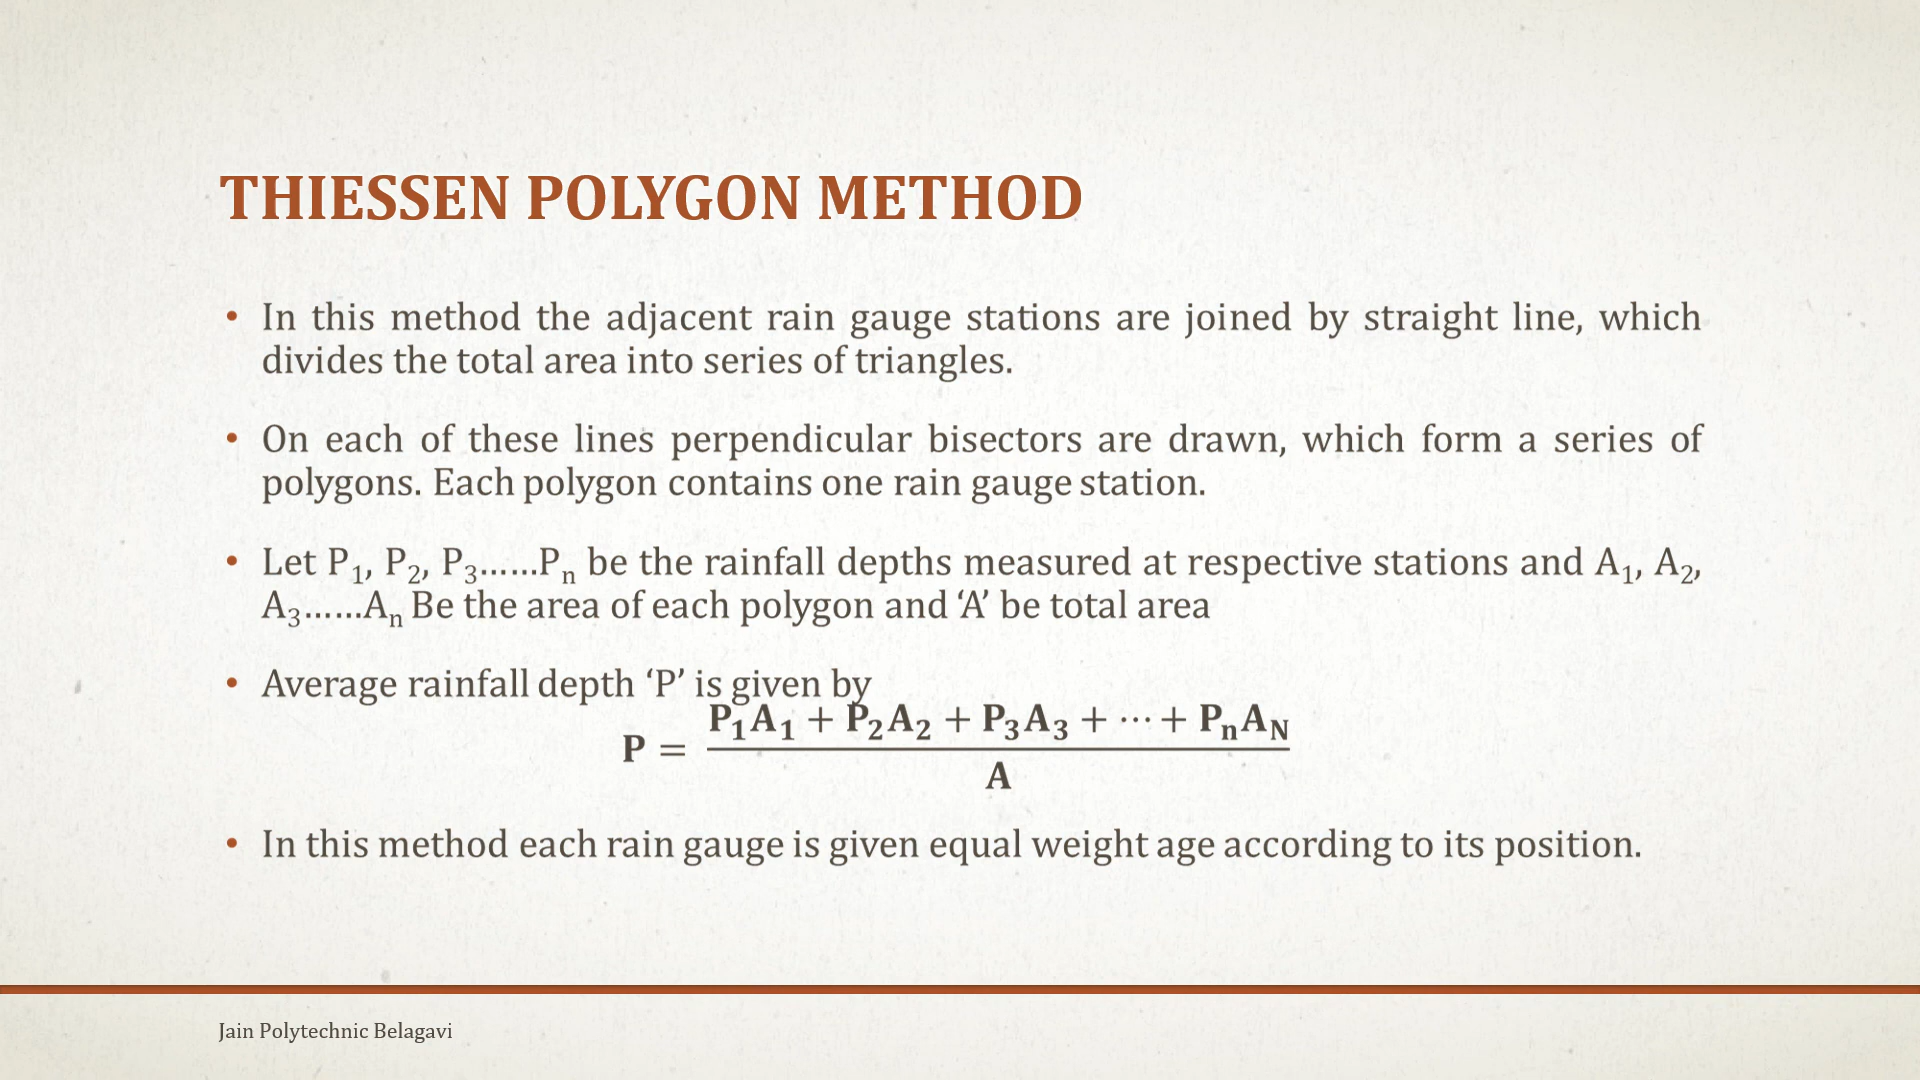 THIESSEN POLYGON METHOD
• In this method the adjacent rain gauge stations are joined by straight line, which
divides the total area into series of triangles.
• On each of these lines perpendicular bisectors are drawn, which form a series of
polygons. Each polygon contains one rain gauge station.
• Let P₁, P₂, P₃……Pₙ be the rainfall depths measured at respective stations and A₁, A₂,
A₃……Aₙ Be the area of each polygon and ‘A’ be total area
• Average rainfall depth ‘P’ is given by
P₁A₁ + P₂A₂ + P₃A₃ + ⋯ + PₙA_N
P =
A
• In this method each rain gauge is given equal weight age according to its position.
Jain Polytechnic Belagavi